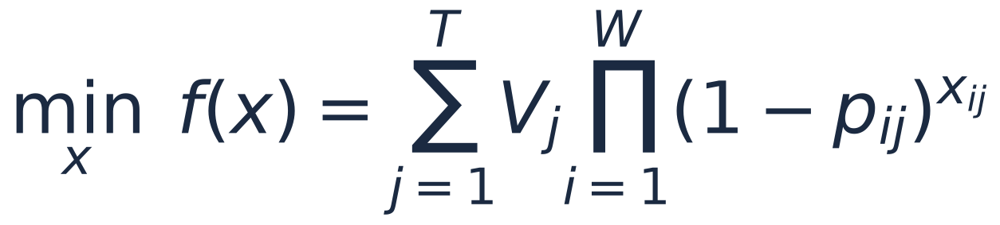 min_x f(x) = \sum_{j=1}^{T} V_j \prod_{i=1}^{W} (1 − p_{ij})^{x_{ij}}